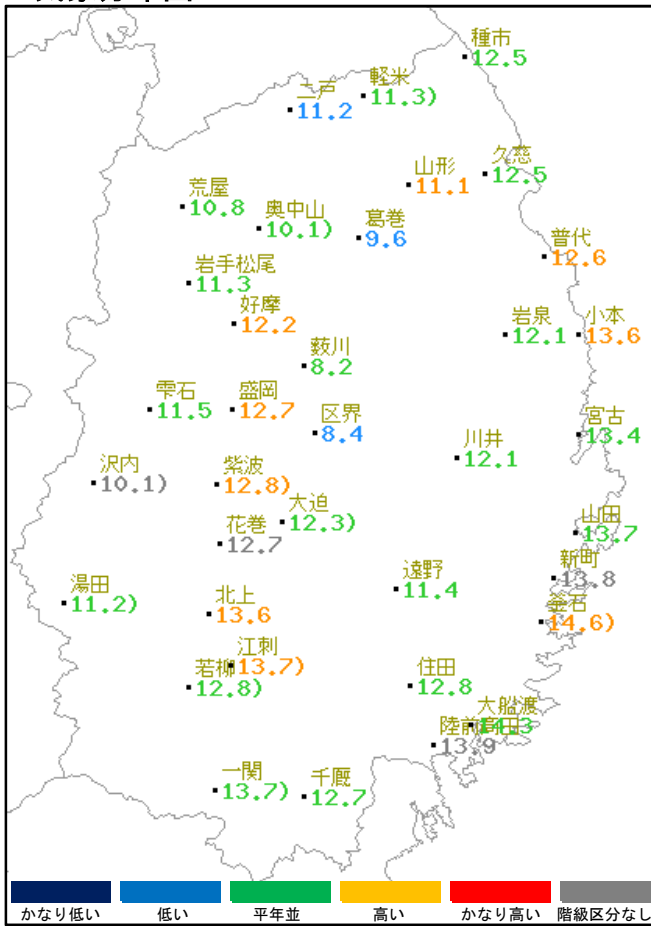 種市
12.5
軽米
11.3)
二戸
11.2
久慈
12.5
山形
11.1
荒屋
10.8
奥中山
10.1)
葛巻
9.6
普代
12.6
岩手松尾
11.3
好摩
12.2
岩泉
12.1
小本
13.6
薮川
8.2
雫石
11.5
盛岡
12.7
区界
8.4
宮古
13.4
川井
12.1
沢内
10.1)
紫波
12.8)
大迫
12.3)
山田
13.7
花巻
12.7
新町
13.8
遠野
11.4
湯田
11.2)
北上
13.6
釜石
14.6)
江刺
13.7)
若柳
12.8)
住田
12.8
大船渡
14.3
陸前高田
13.9
一関
13.7)
千厩
12.7
かなり低い 低い 平年並 高い かなり高い 階級区分なし